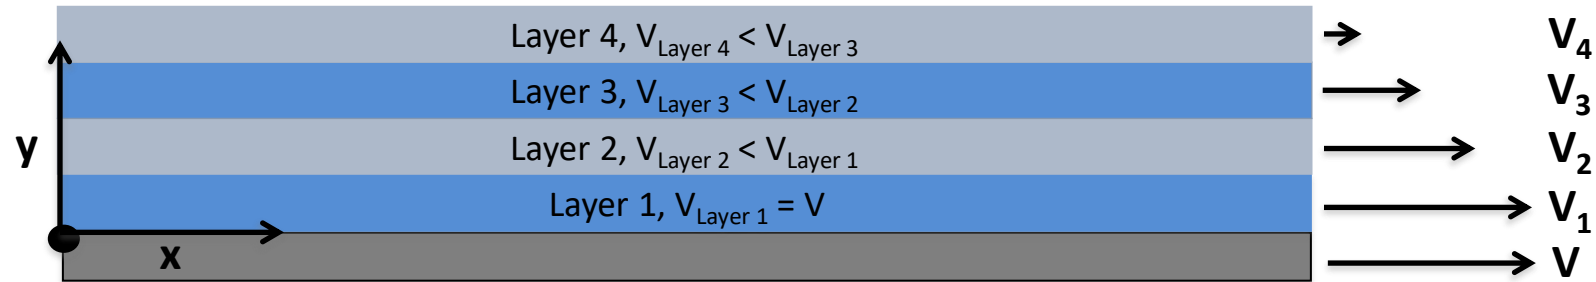 Layer 4, V_Layer 4 < V_Layer 3
V_4
Layer 3, V_Layer 3 < V_Layer 2
V_3
y
Layer 2, V_Layer 2 < V_Layer 1
V_2
Layer 1, V_Layer 1 = V
V_1
x
V